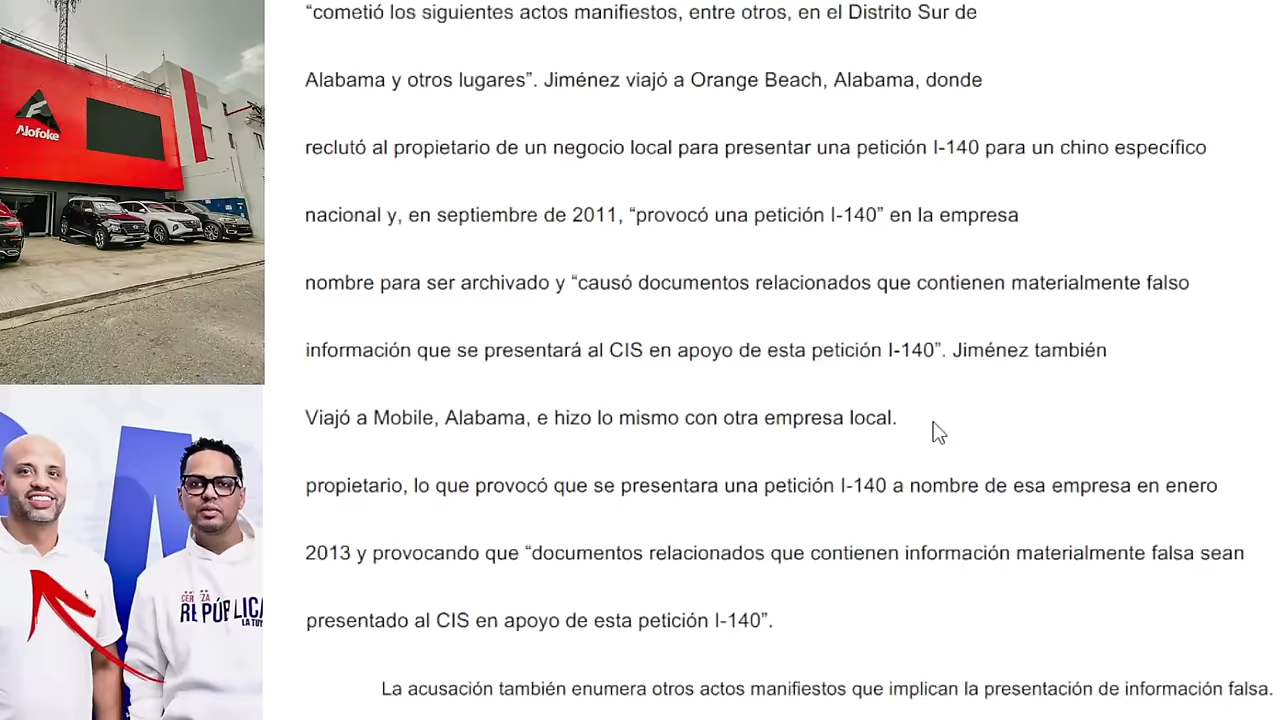 “cometió los siguientes actos manifiestos, entre otros, en el Distrito Sur de
Alabama y otros lugares”. Jiménez viajó a Orange Beach, Alabama, donde
reclutó al propietario de un negocio local para presentar una petición I-140 para un chino específico
nacional y, en septiembre de 2011, “provocó una petición I-140” en la empresa
nombre para ser archivado y “causó documentos relacionados que contienen materialmente falso
información que se presentará al CIS en apoyo de esta petición I-140”. Jiménez también
Viajó a Mobile, Alabama, e hizo lo mismo con otra empresa local.
propietario, lo que provocó que se presentara una petición I-140 a nombre de esa empresa en enero
2013 y provocando que “documentos relacionados que contienen información materialmente falsa sean
presentado al CIS en apoyo de esta petición I-140”.
La acusación también enumera otros actos manifiestos que implican la presentación de información falsa.
Alofoke
REPÚBLICA
LA TUY